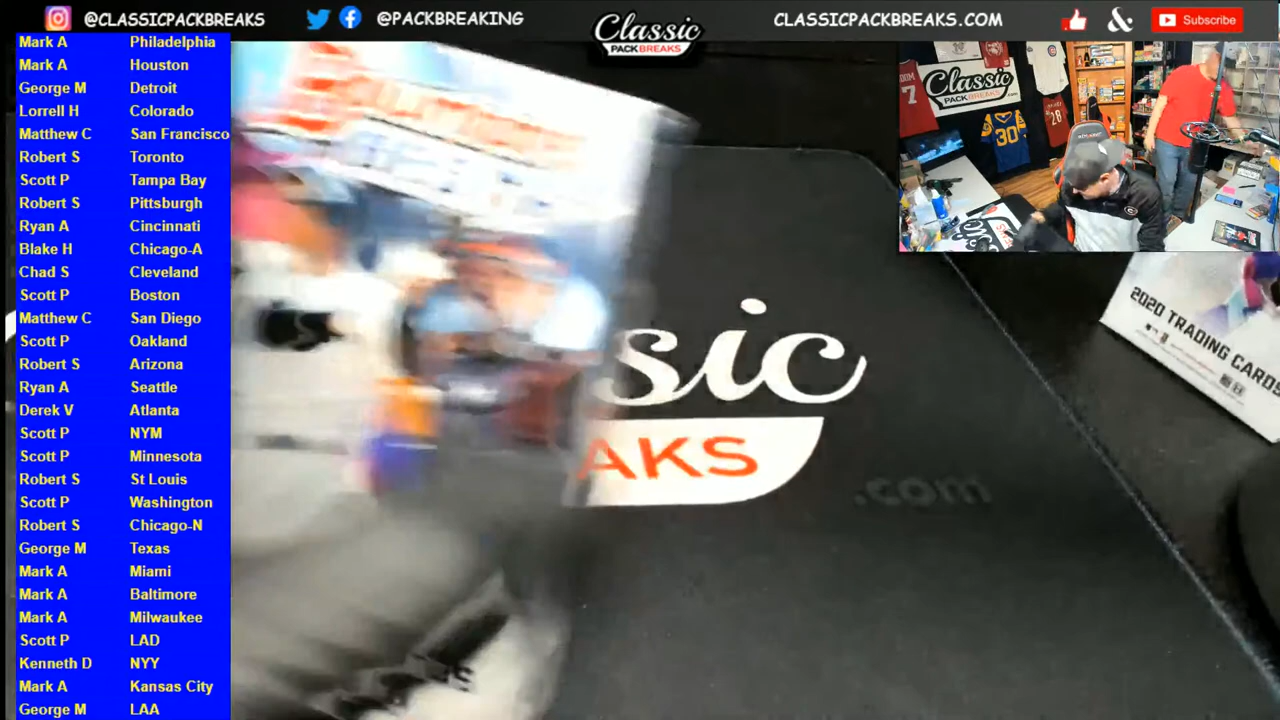 @CLASSICPACKBREAKS
@PACKBREAKING
Classic
PACK BREAKS
CLASSICPACKBREAKS.COM
Subscribe
Mark A Philadelphia
Mark A Houston
George M Detroit
Lorrell H Colorado
Matthew C San Francisco
Robert S Toronto
Scott P Tampa Bay
Robert S Pittsburgh
Ryan A Cincinnati
Blake H Chicago-A
Chad S Cleveland
Scott P Boston
Matthew C San Diego
Scott P Oakland
Robert S Arizona
Ryan A Seattle
Derek V Atlanta
Scott P NYM
Scott P Minnesota
Robert S St Louis
Scott P Washington
Robert S Chicago-N
George M Texas
Mark A Miami
Mark A Baltimore
Mark A Milwaukee
Scott P LAD
Kenneth D NYY
Mark A Kansas City
George M LAA
Classic
PACK BREAKS
7
30
28
2020 TRADING CARDS
sic
AKS
.com